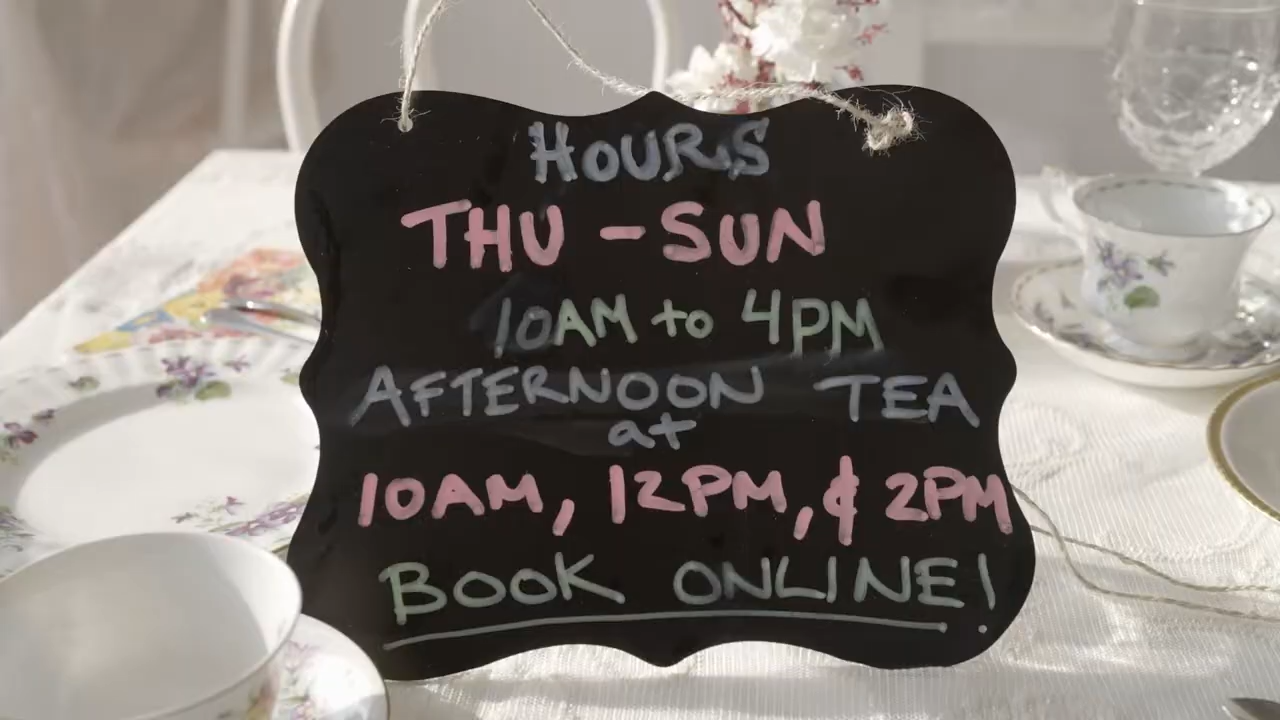 HOURS
THU - SUN
10AM to 4PM
AFTERNOON TEA
at
10AM, 12PM, & 2PM
BOOK ONLINE!